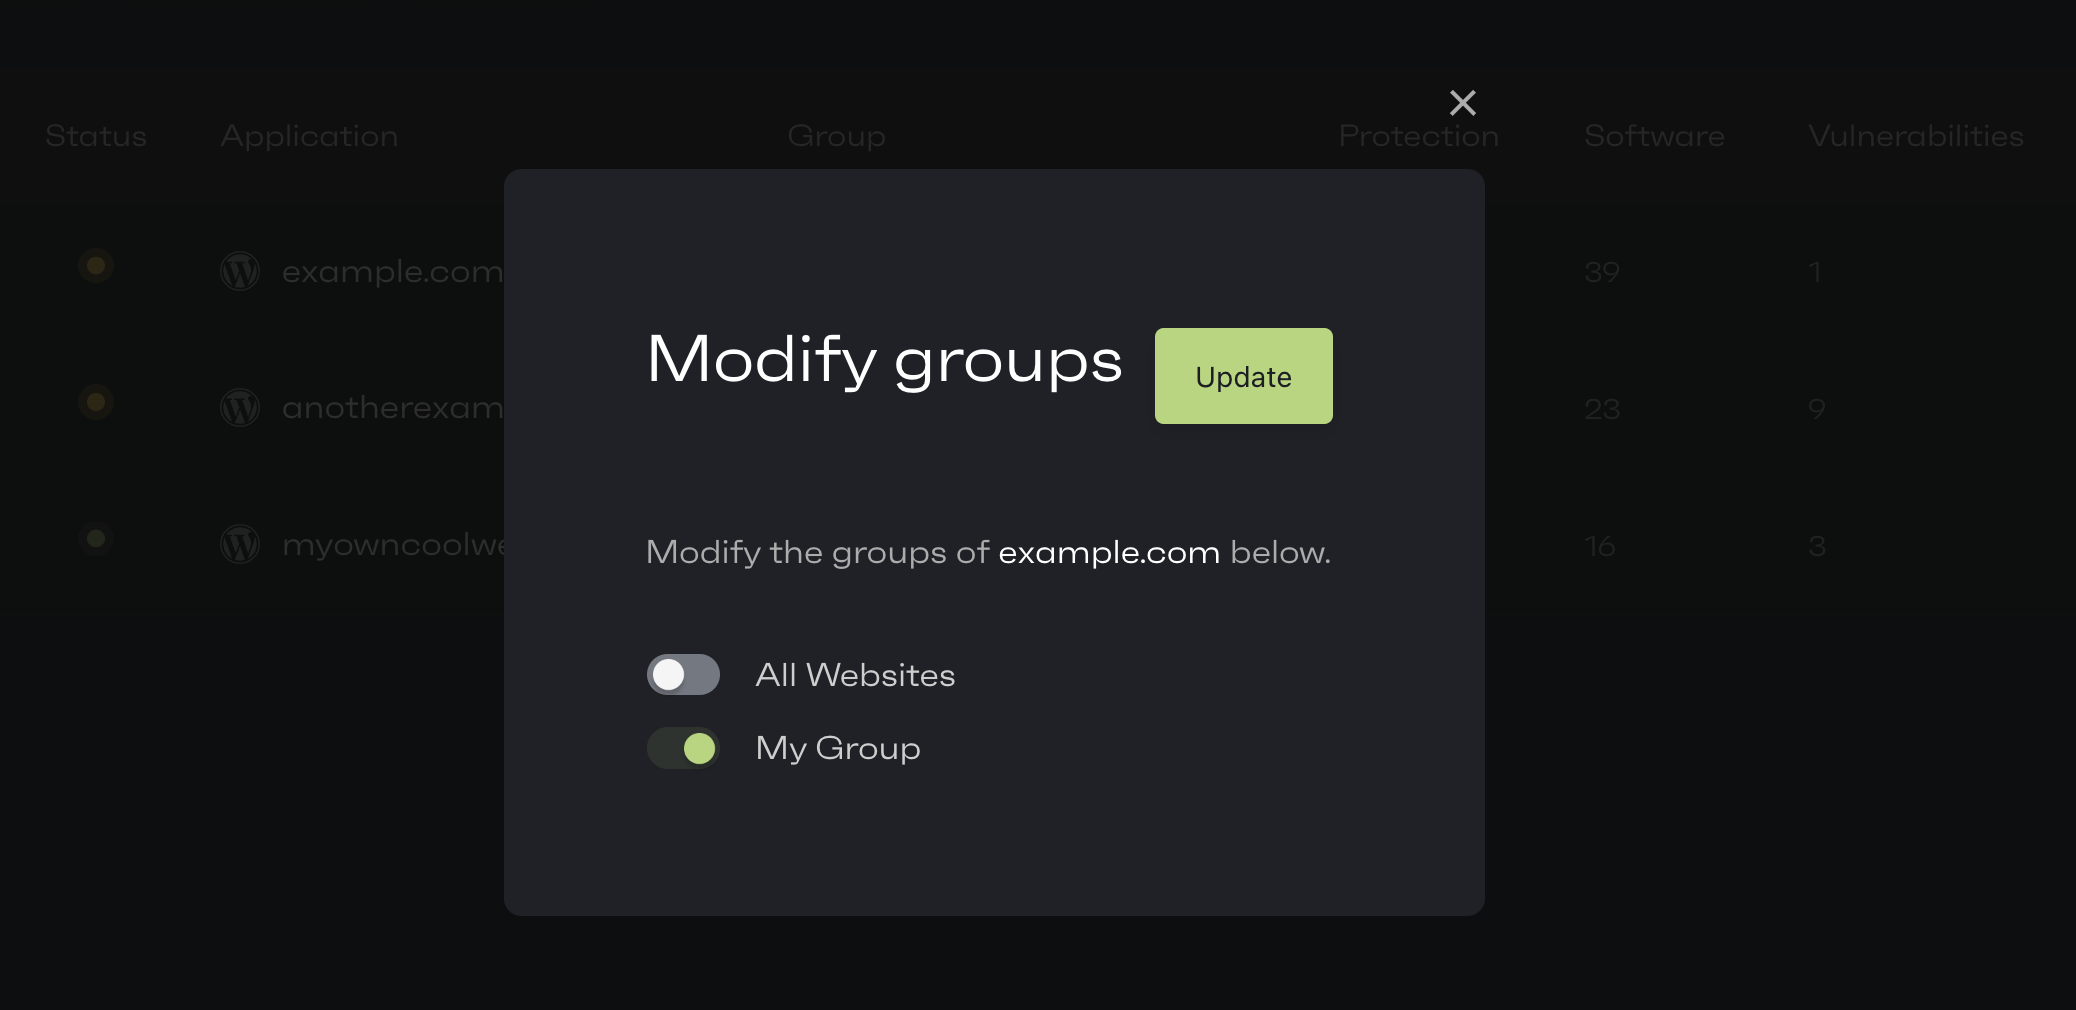 Status Application Group Protection Software Vulnerabilities
example.com 39 1
Modify groups Update
anotherexam 23 9
myowncoolwe 16 3
Modify the groups of example.com below.
All Websites
My Group